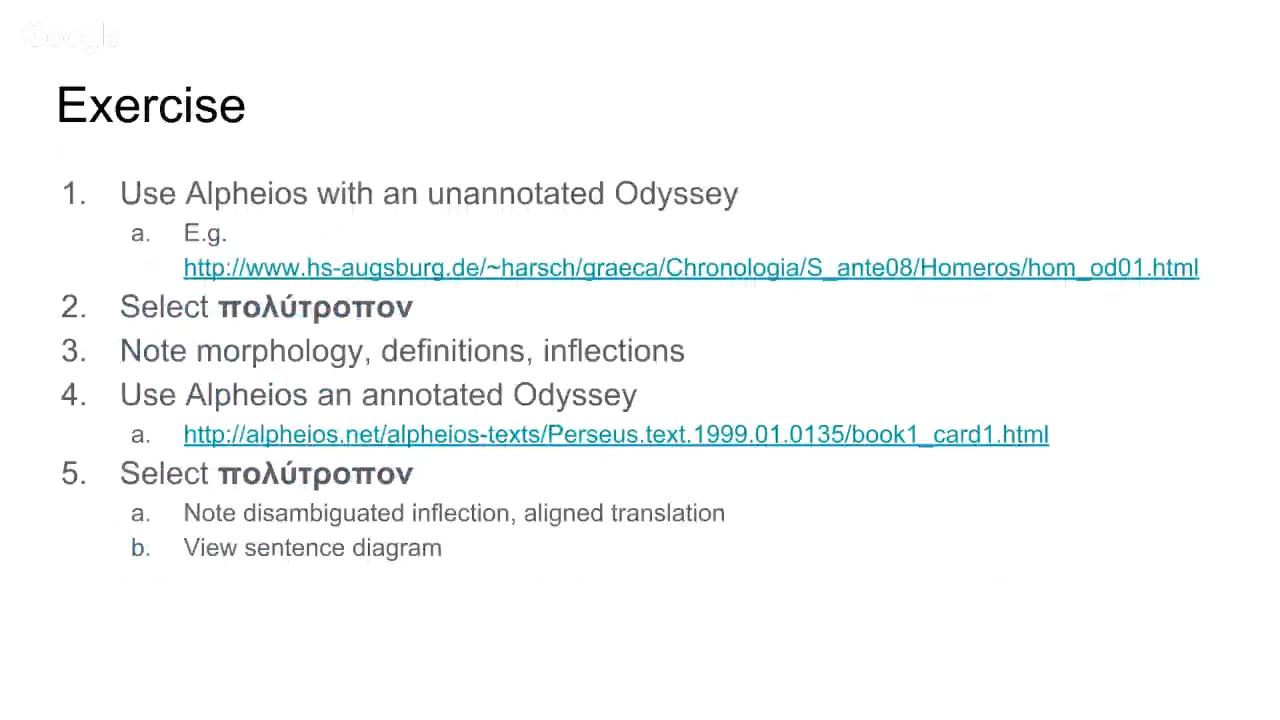 Google
Exercise
1. Use Alpheios with an unannotated Odyssey
a. E.g.
http://www.hs-augsburg.de/~harsch/graeca/Chronologia/S_ante08/Homeros/hom_od01.html
2. Select πολύτροπον
3. Note morphology, definitions, inflections
4. Use Alpheios an annotated Odyssey
a. http://alpheios.net/alpheios-texts/Perseus.text.1999.01.0135/book1_card1.html
5. Select πολύτροπον
a. Note disambiguated inflection, aligned translation
b. View sentence diagram